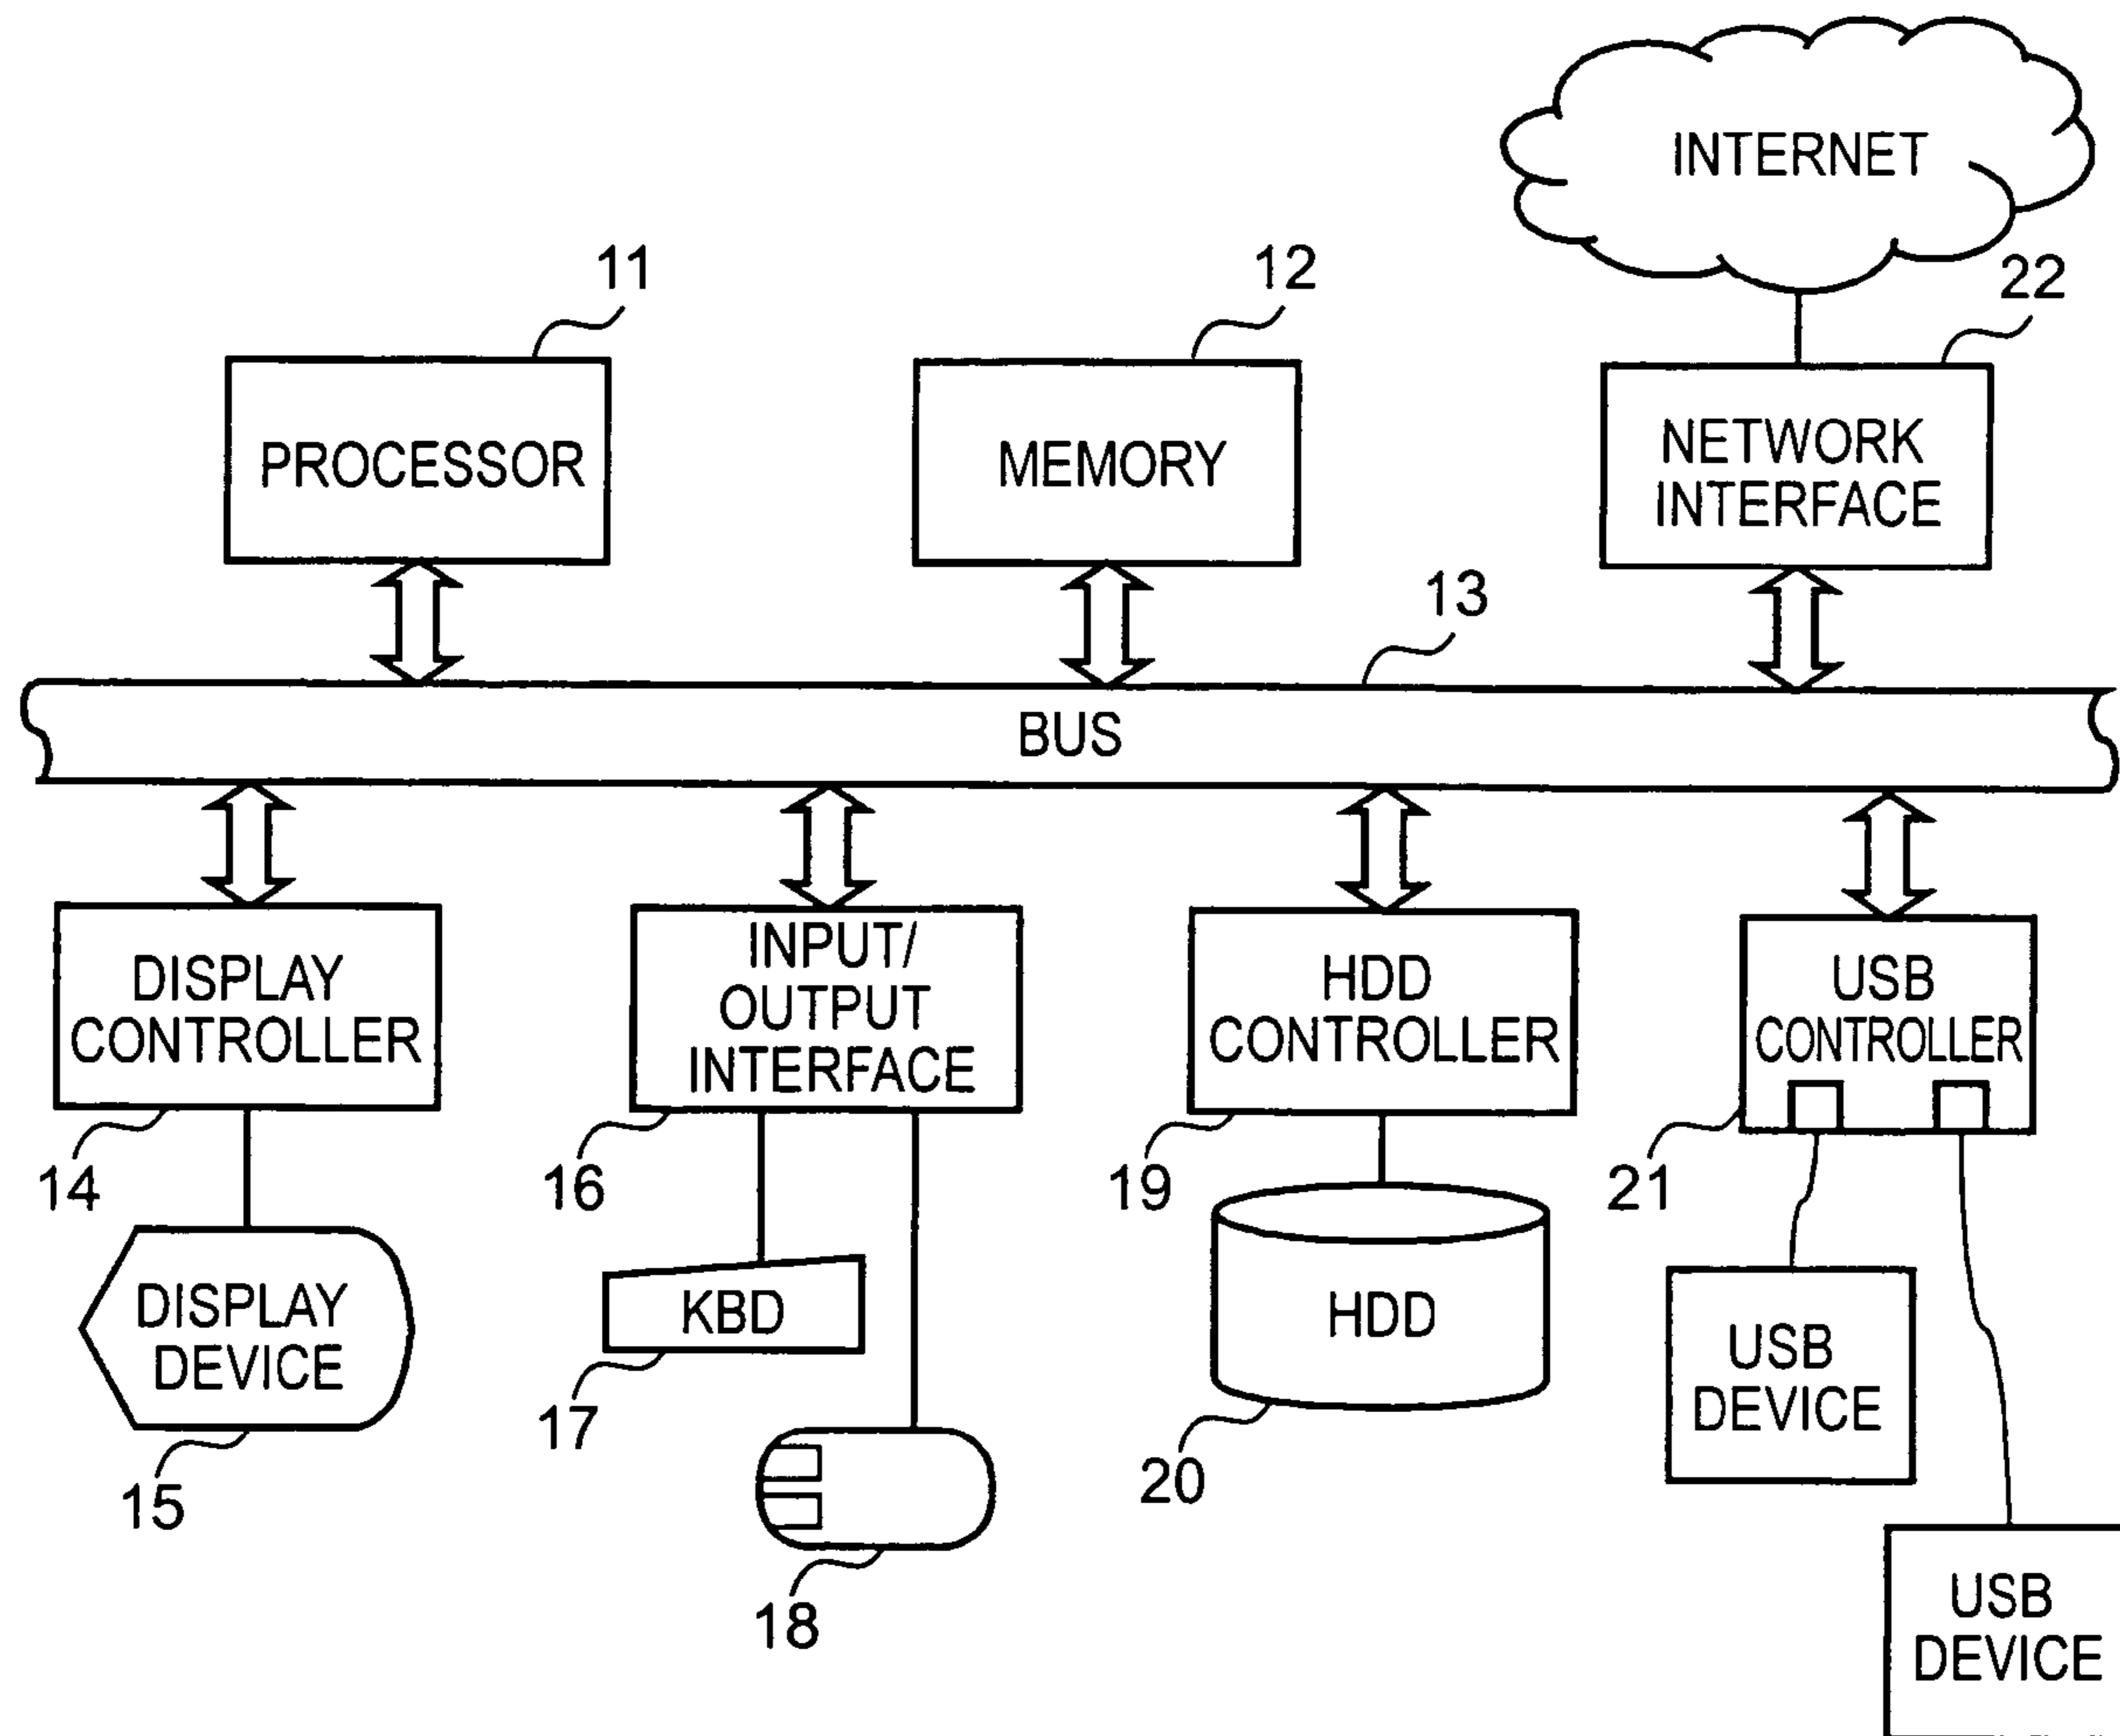 INTERNET
11
12
22
PROCESSOR
MEMORY
NETWORK
INTERFACE
13
BUS
DISPLAY
CONTROLLER
INPUT/
OUTPUT
INTERFACE
HDD
CONTROLLER
USB
CONTROLLER
14
16
19
21
DISPLAY
DEVICE
KBD
HDD
USB
DEVICE
15
17
20
18
USB
DEVICE